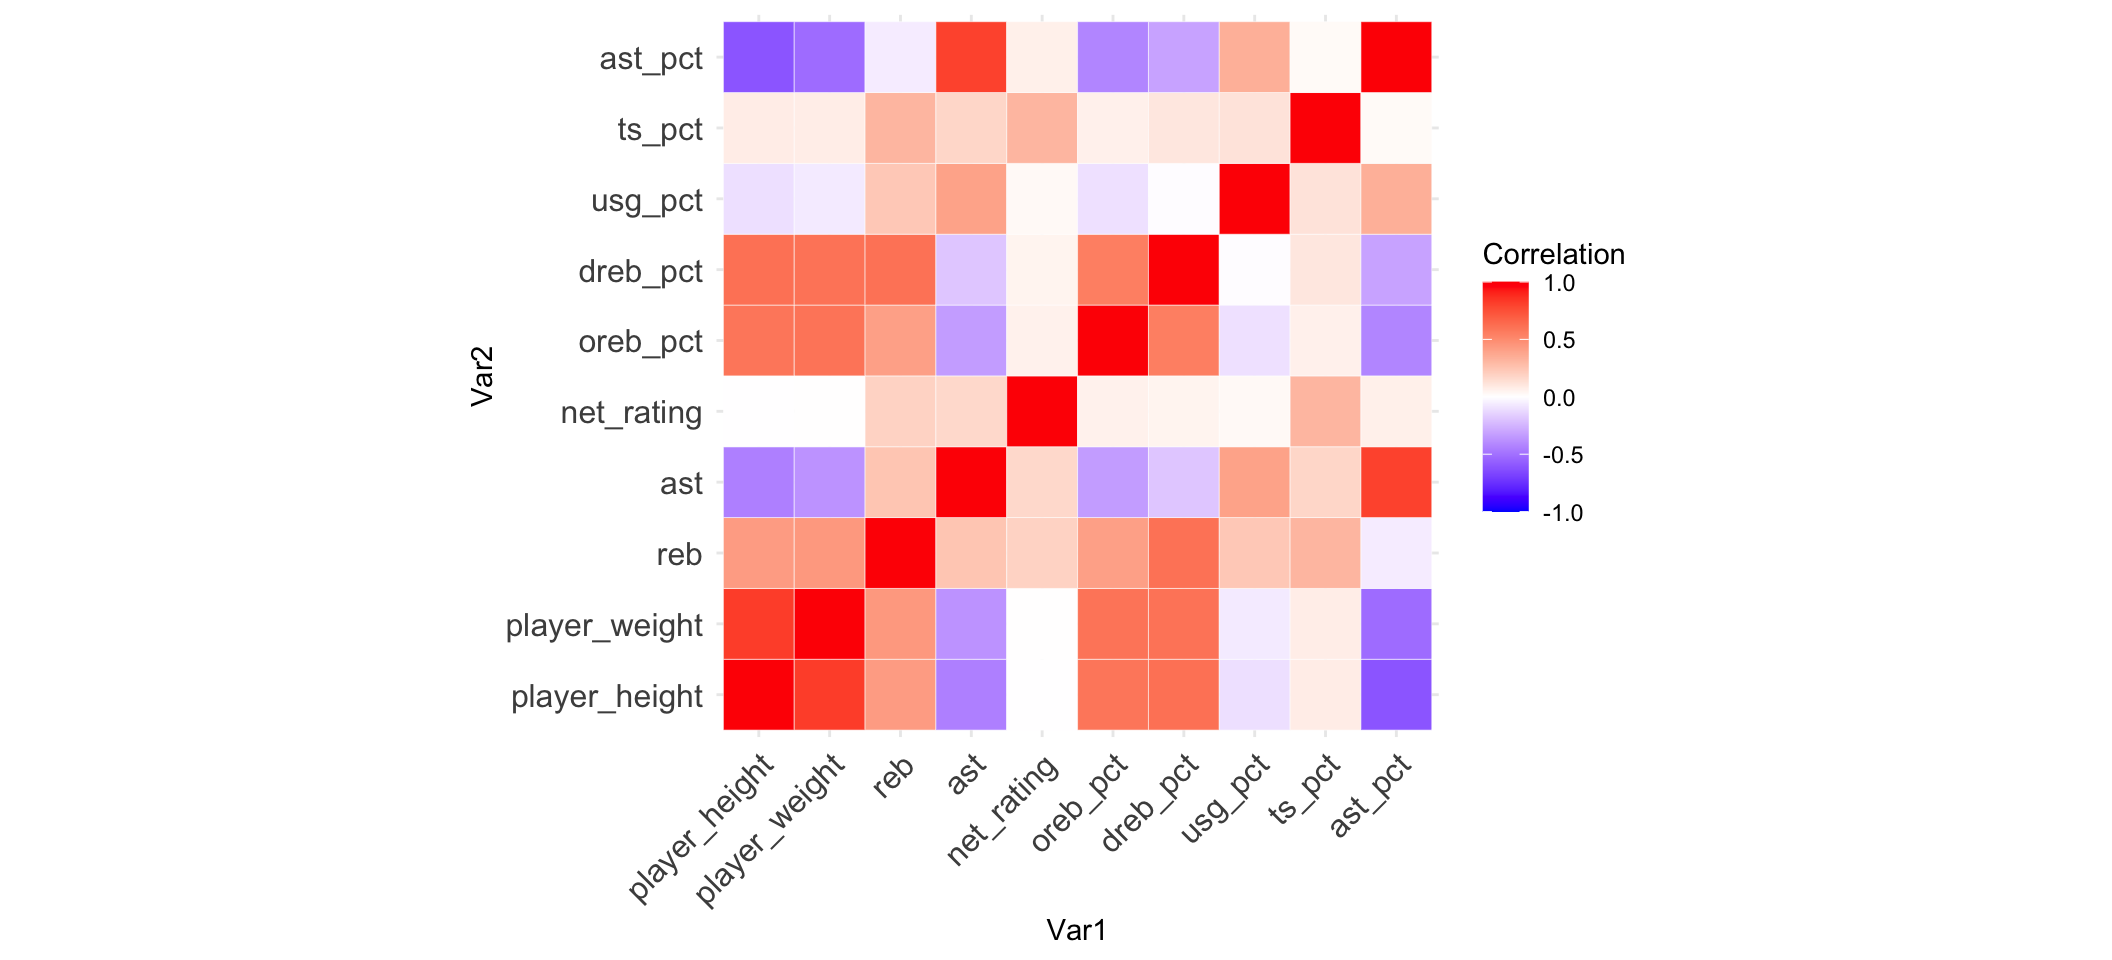 ast_pct
ts_pct
usg_pct
dreb_pct
oreb_pct
net_rating
ast
reb
player_weight
player_height
Var2
player_height
player_weight
reb
ast
net_rating
oreb_pct
dreb_pct
usg_pct
ts_pct
ast_pct
Var1
Correlation
1.0
0.5
0.0
-0.5
-1.0